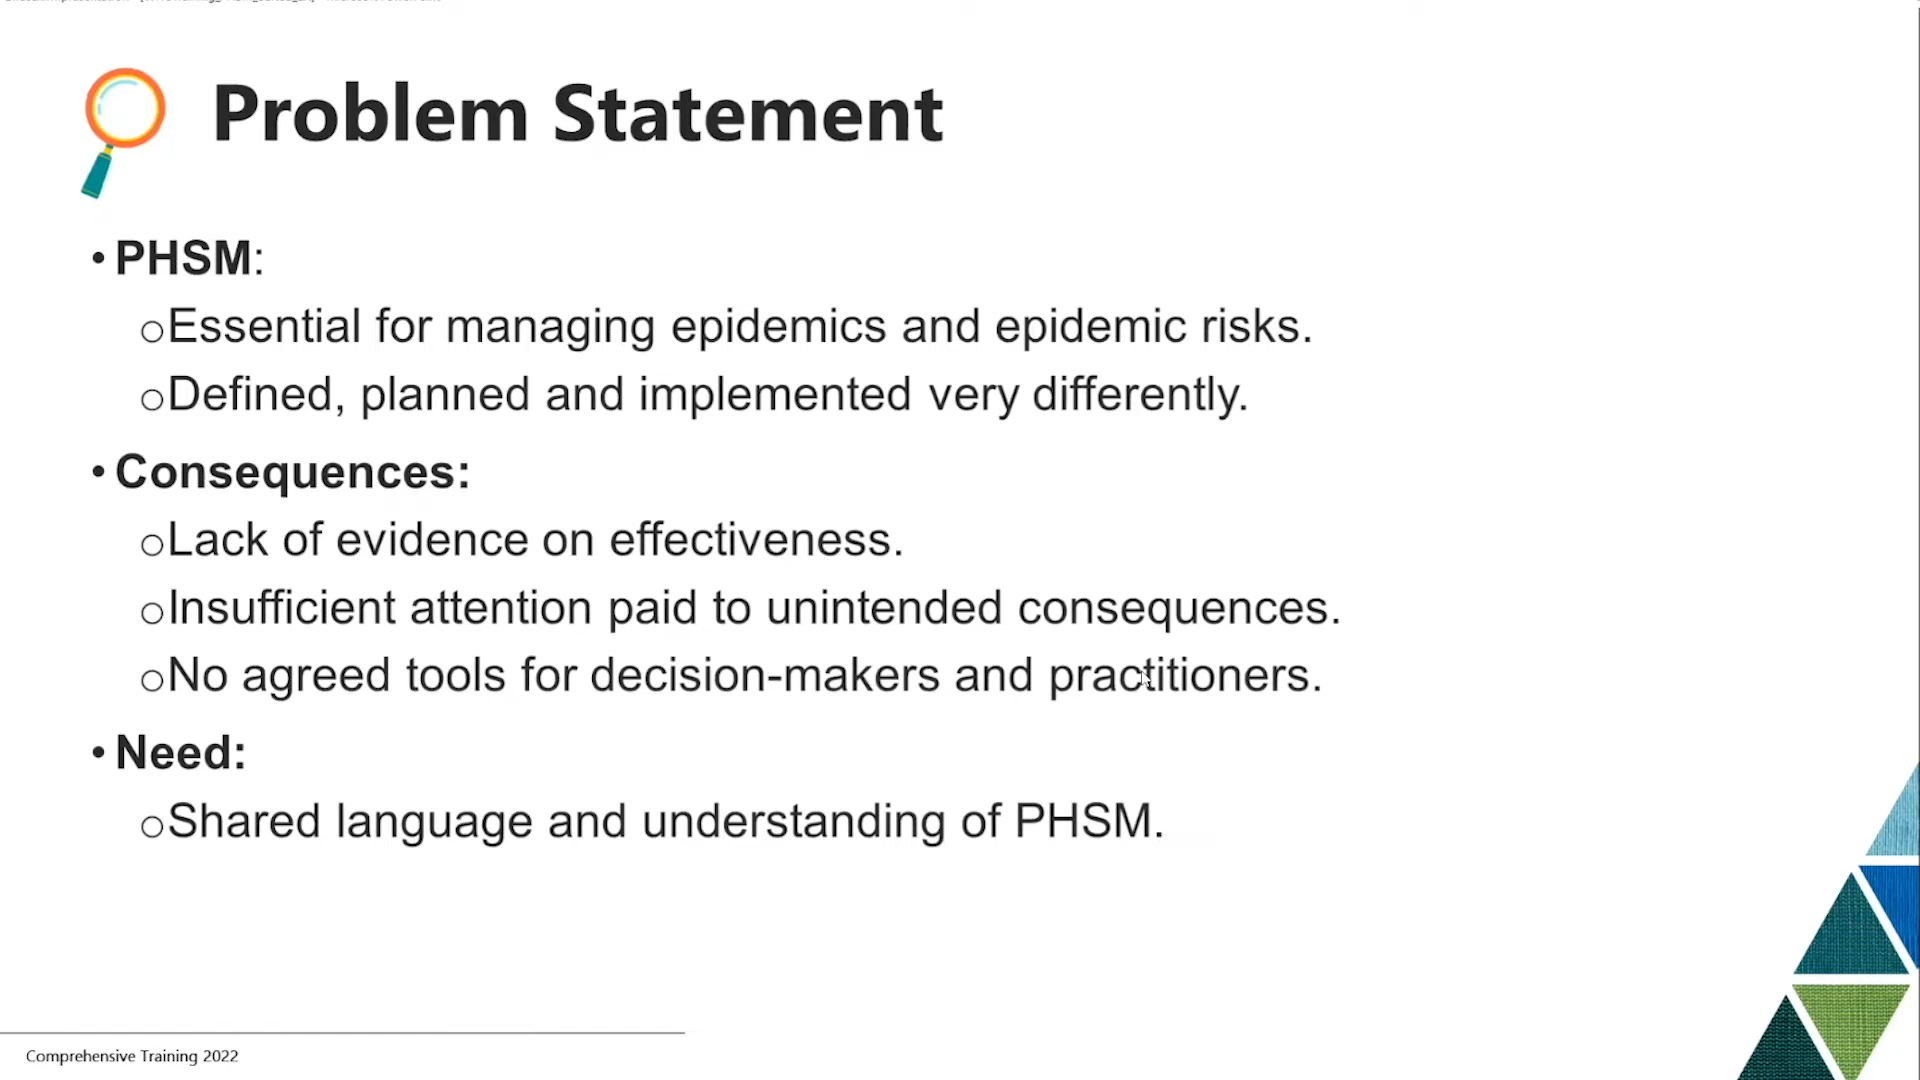 Problem Statement
• PHSM:
oEssential for managing epidemics and epidemic risks.
oDefined, planned and implemented very differently.
• Consequences:
oLack of evidence on effectiveness.
oInsufficient attention paid to unintended consequences.
oNo agreed tools for decision-makers and practitioners.
• Need:
oShared language and understanding of PHSM.
Comprehensive Training 2022